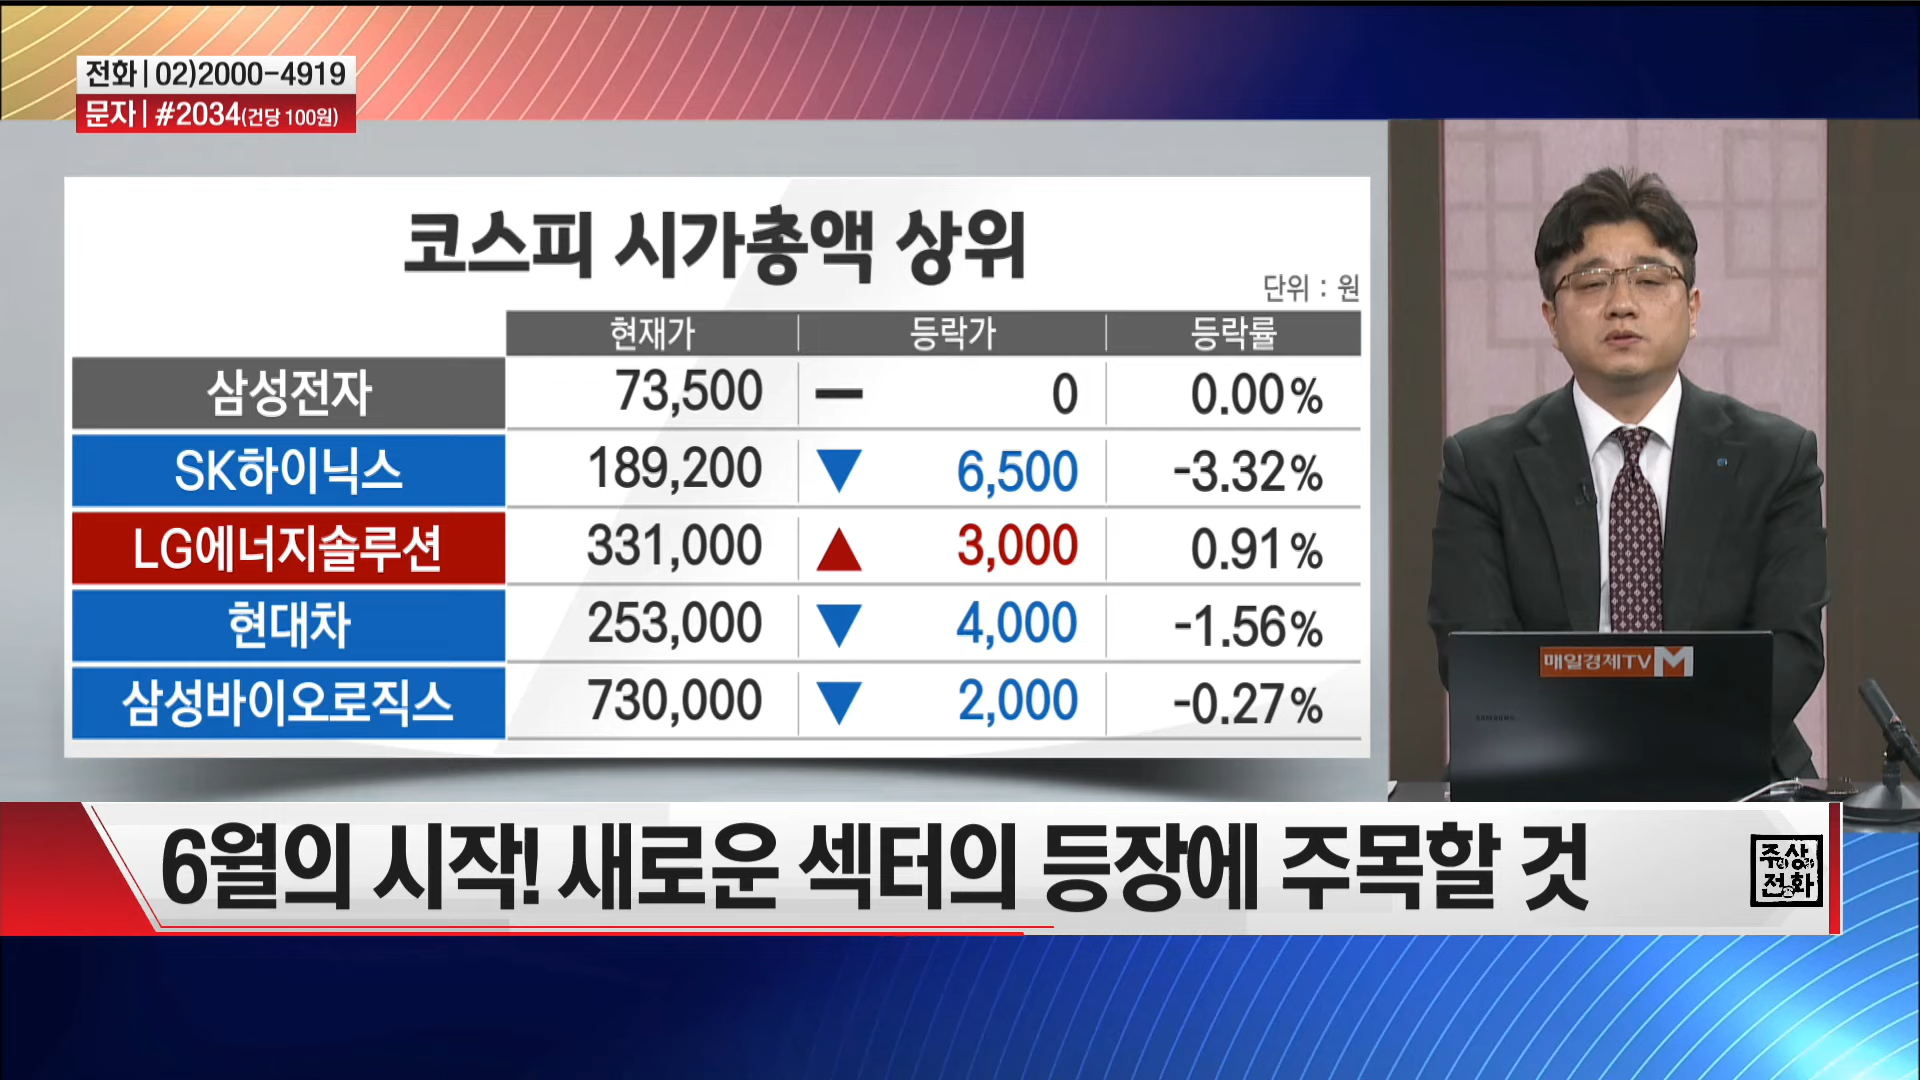 전화 | 02)2000-4919
문자 | #2034(건당 100원)
코스피 시가총액 상위
단위 : 원
현재가 등락가 등락률
삼성전자 73,500 ━ 0 0.00%
SK하이닉스 189,200 ▼ 6,500 -3.32%
LG에너지솔루션 331,000 ▲ 3,000 0.91%
현대차 253,000 ▼ 4,000 -1.56%
삼성바이오로직스 730,000 ▼ 2,000 -0.27%
매일경제TV M
SAMSUNG
6월의 시작! 새로운 섹터의 등장에 주목할 것
주상
전화